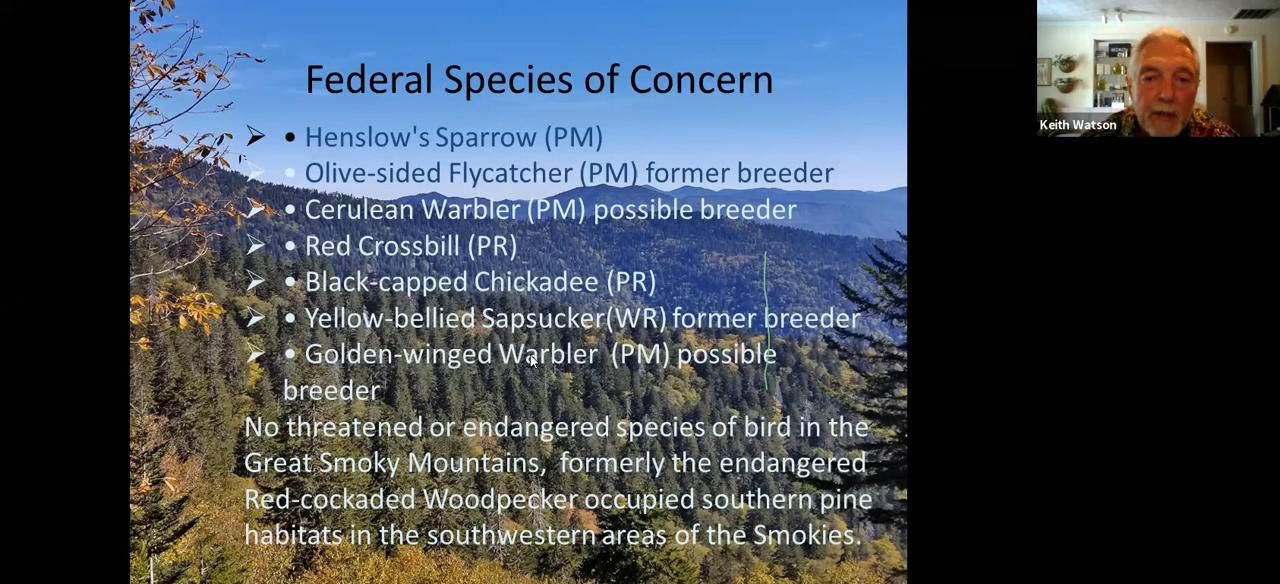 Federal Species of Concern
➢ • Henslow's Sparrow (PM)
➢ • Olive-sided Flycatcher (PM) former breeder
➢ • Cerulean Warbler (PM) possible breeder
➢ • Red Crossbill (PR)
➢ • Black-capped Chickadee (PR)
➢ • Yellow-bellied Sapsucker(WR) former breeder
➢ • Golden-winged Warbler (PM) possible
breeder
No threatened or endangered species of bird in the
Great Smoky Mountains, formerly the endangered
Red-cockaded Woodpecker occupied southern pine
habitats in the southwestern areas of the Smokies.
Keith Watson